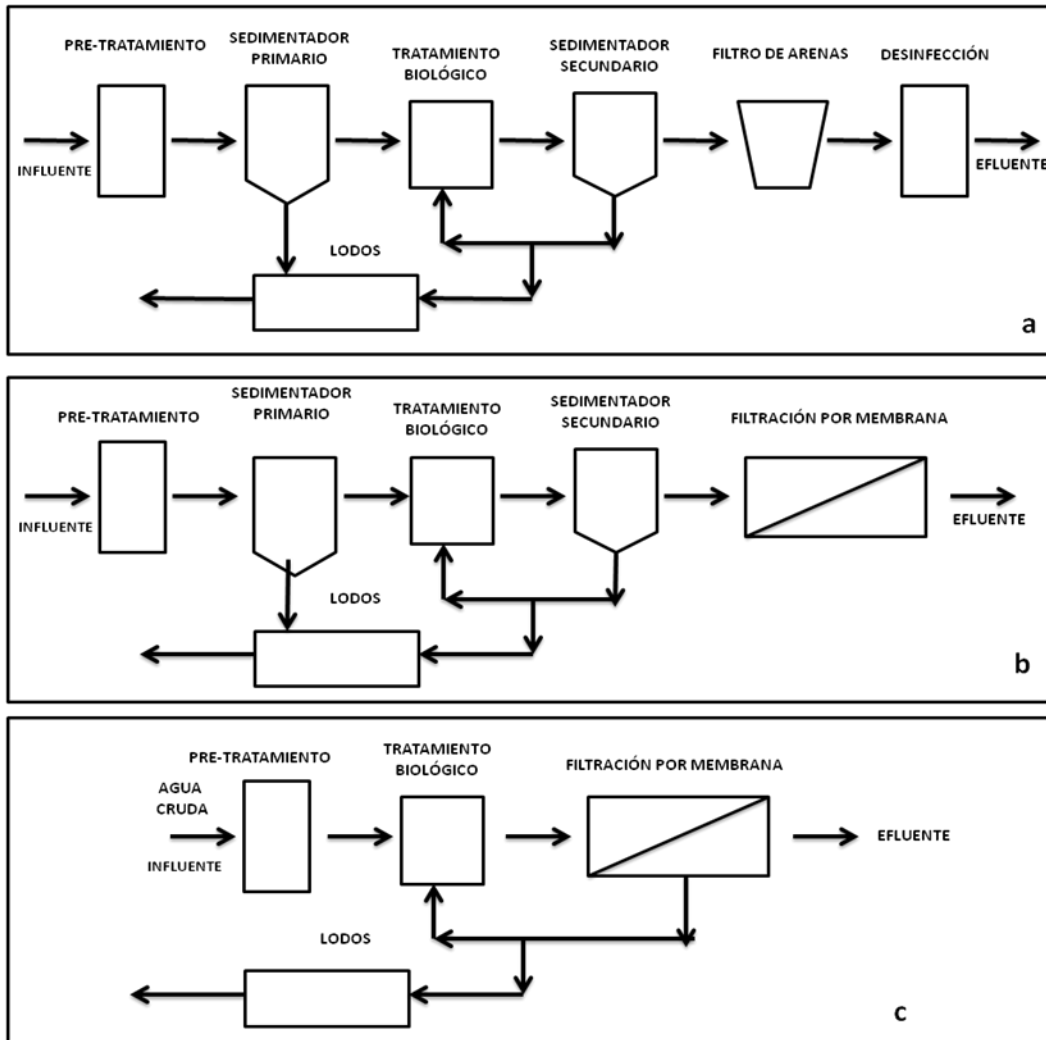 PRE-TRATAMIENTO
SEDIMENTADOR
PRIMARIO
TRATAMIENTO
BIOLÓGICO
SEDIMENTADOR
SECUNDARIO
FILTRO DE ARENAS
DESINFECCIÓN
INFLUENTE
EFLUENTE
LODOS
a
PRE-TRATAMIENTO
SEDIMENTADOR
PRIMARIO
TRATAMIENTO
BIOLÓGICO
SEDIMENTADOR
SECUNDARIO
FILTRACIÓN POR MEMBRANA
INFLUENTE
EFLUENTE
LODOS
b
PRE-TRATAMIENTO
TRATAMIENTO
BIOLÓGICO
FILTRACIÓN POR MEMBRANA
AGUA
CRUDA
INFLUENTE
EFLUENTE
LODOS
c